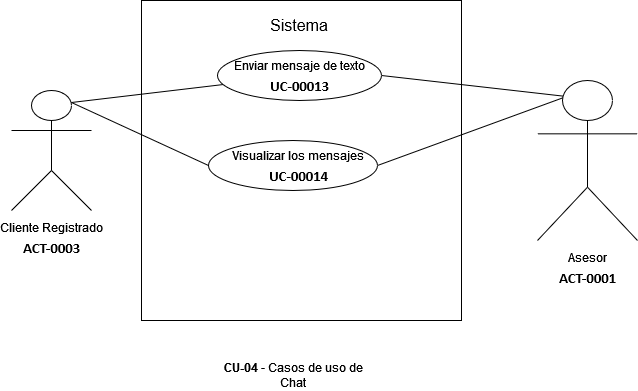 Sistema
Enviar mensaje de texto
UC-00013
Visualizar los mensajes
UC-00014
Cliente Registrado
ACT-0003
Asesor
ACT-0001
CU-04 - Casos de uso de
Chat